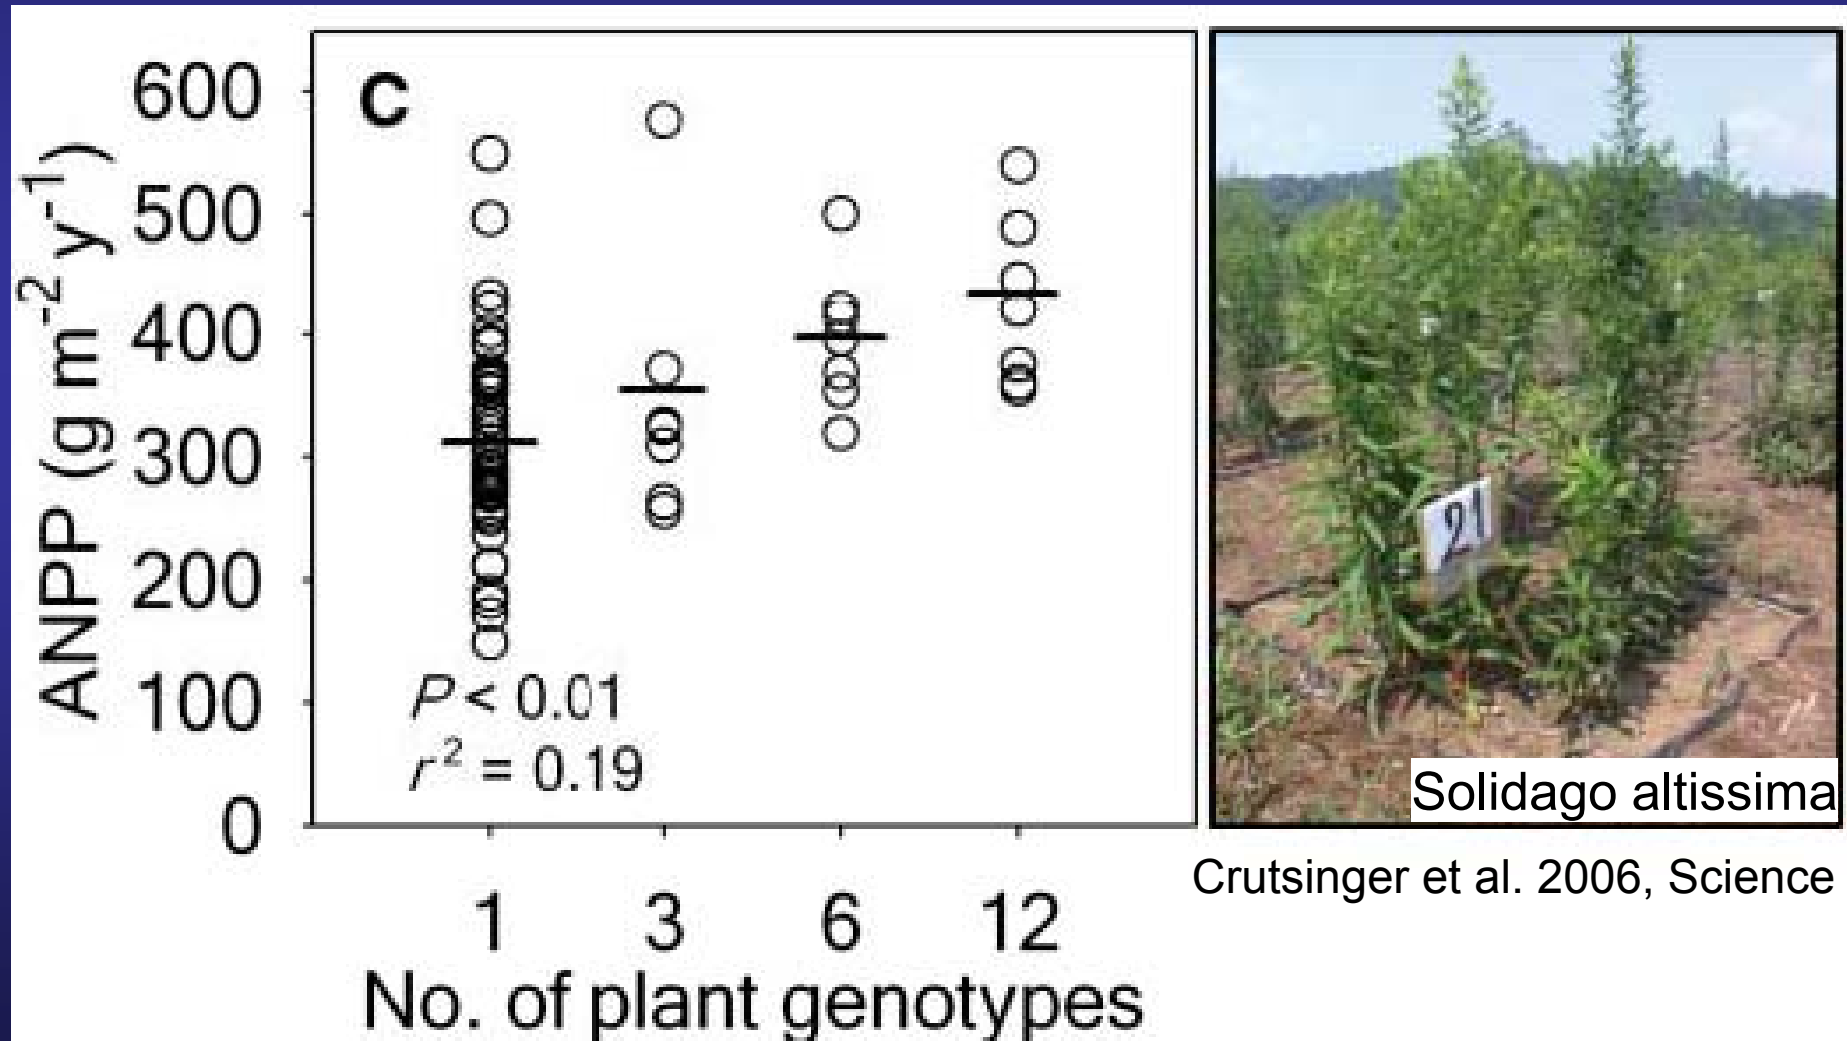 C
600
500
400
300
200
100
0
ANPP (g m⁻² y⁻¹)
P < 0.01
r² = 0.19
1 3 6 12
No. of plant genotypes
21
Solidago altissima
Crutsinger et al. 2006, Science